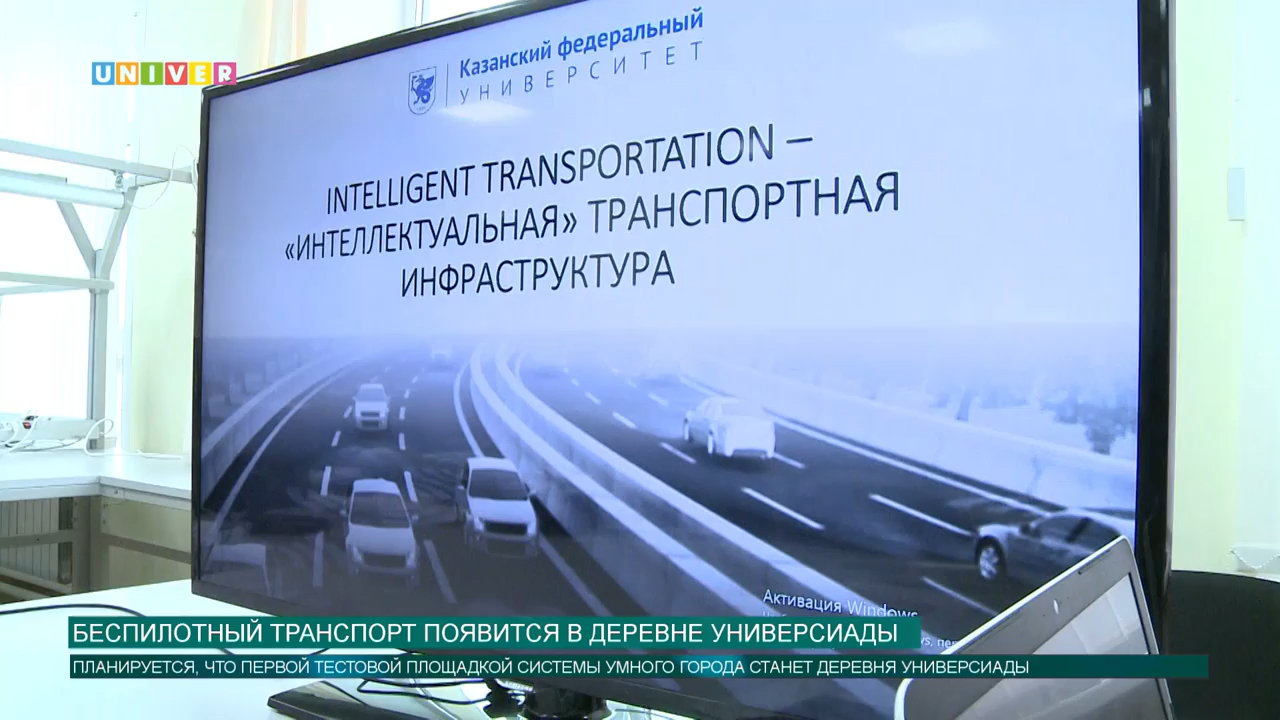 UNIVER
Казанский федеральный
УНИВЕРСИТЕТ
INTELLIGENT TRANSPORTATION –
«ИНТЕЛЛЕКТУАЛЬНАЯ» ТРАНСПОРТНАЯ
ИНФРАСТРУКТУРА
Активация Windows
БЕСПИЛОТНЫЙ ТРАНСПОРТ ПОЯВИТСЯ В ДЕРЕВНЕ УНИВЕРСИАДЫ
ПЛАНИРУЕТСЯ, ЧТО ПЕРВОЙ ТЕСТОВОЙ ПЛОЩАДКОЙ СИСТЕМЫ УМНОГО ГОРОДА СТАНЕТ ДЕРЕВНЯ УНИВЕРСИАДЫ